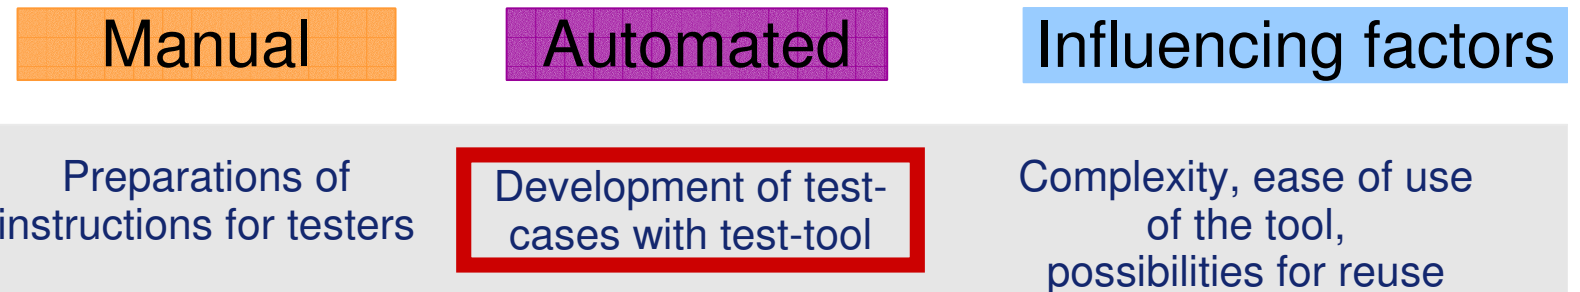 Manual
Automated
Influencing factors
Preparations of
instructions for testers
Development of test-
cases with test-tool
Complexity, ease of use
of the tool,
possibilities for reuse